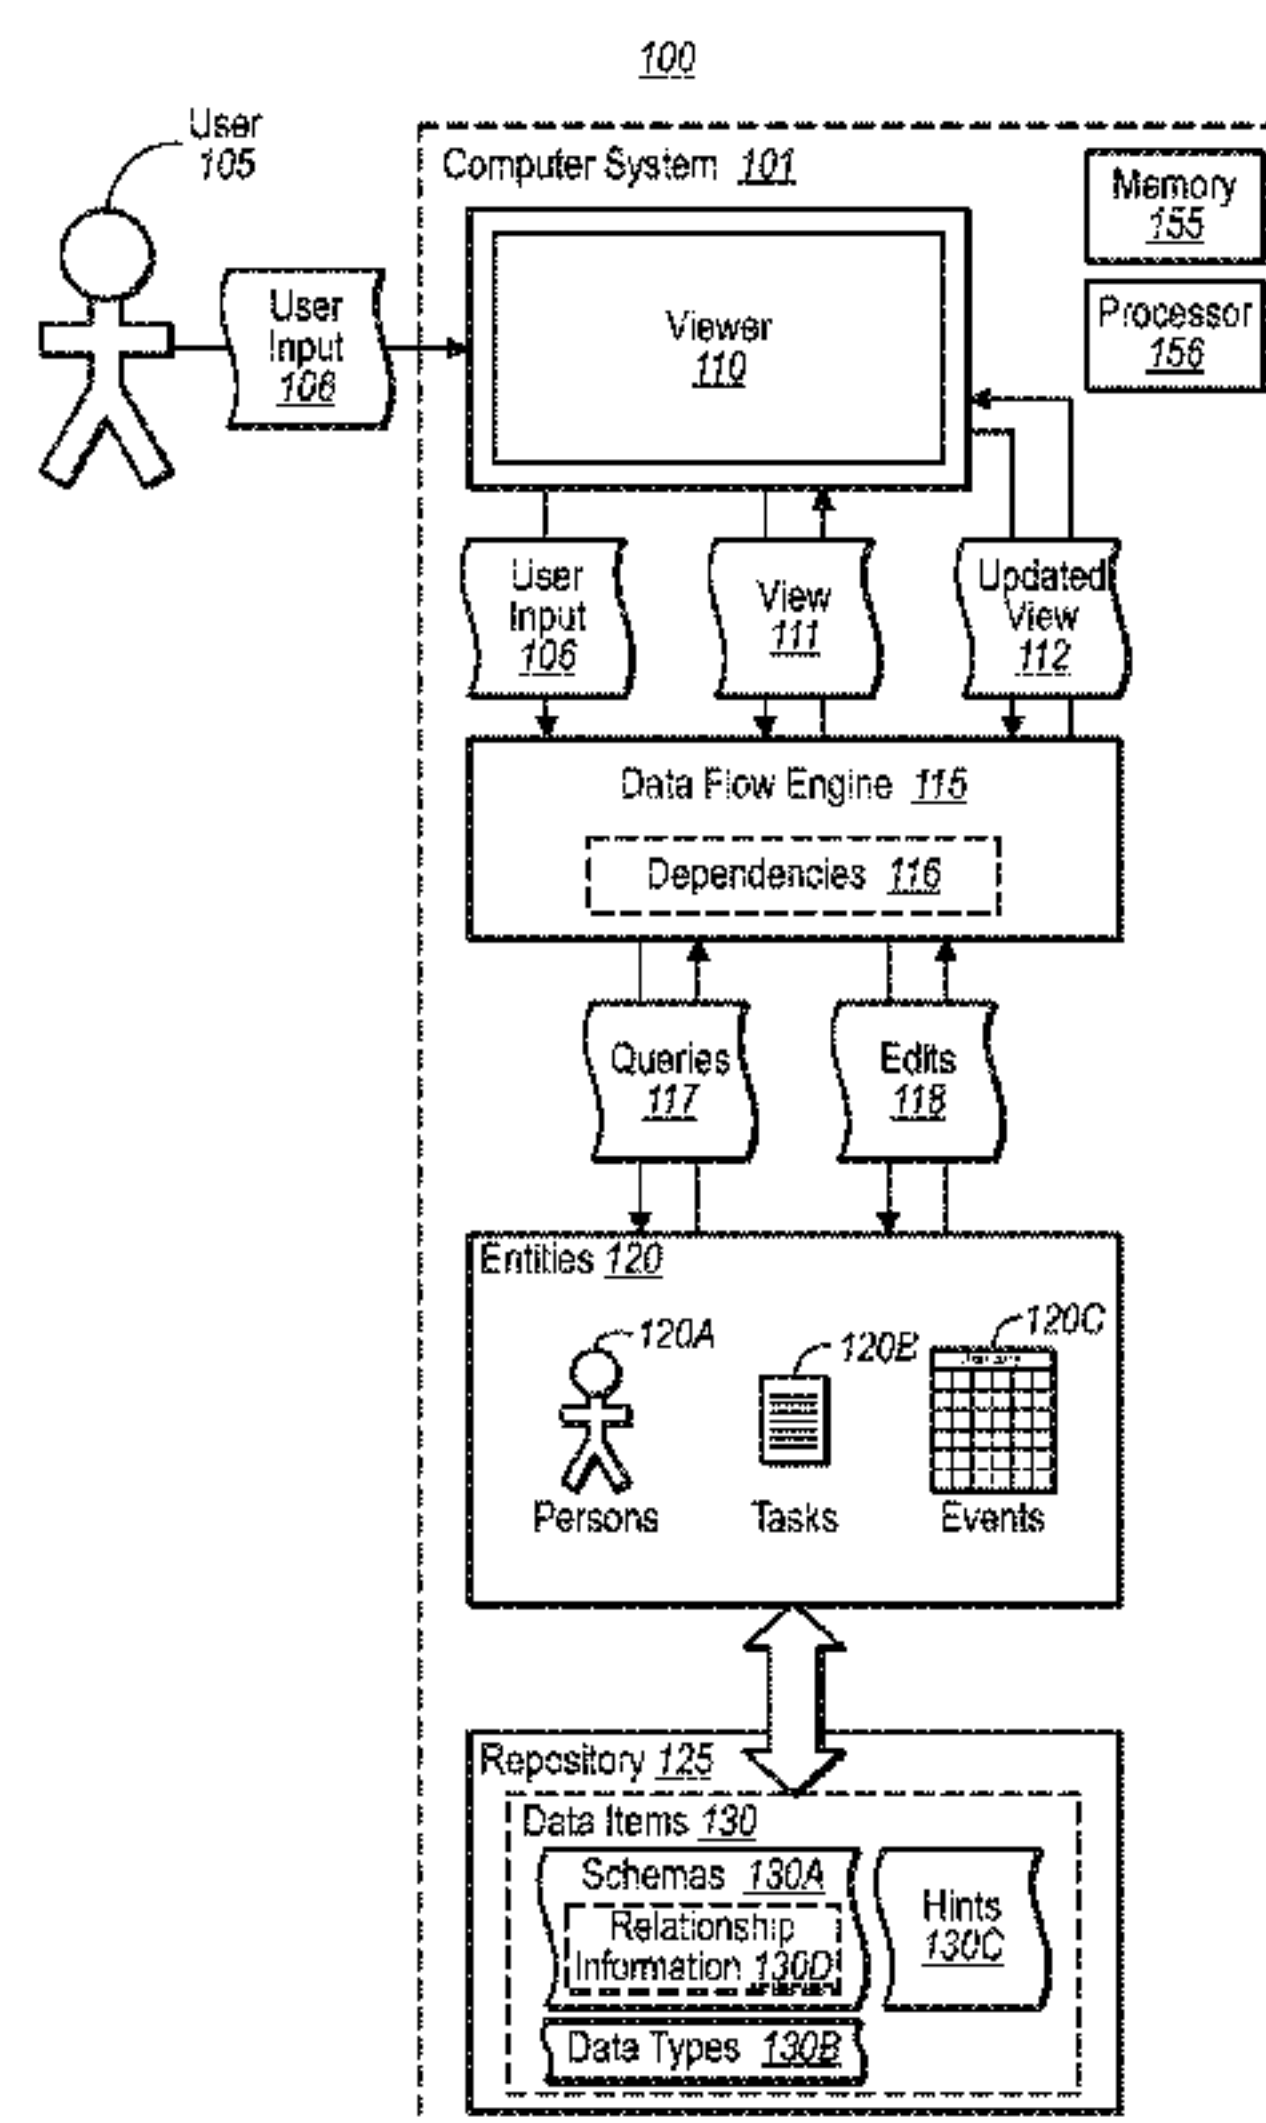 100
User
105
Computer System 101
Memory
155
Processor
156
User
Input
106
Viewer
110
User
Input
106
View
111
Updated
View
112
Data Flow Engine 115
Dependencies 116
Queries
117
Edits
118
Entities 120
120A
120B
120C
January
Persons
Tasks
Events
Repository 125
Data Items 130
Schemas 130A
Relationship
Information 130D
Hints
130C
Data Types 130B